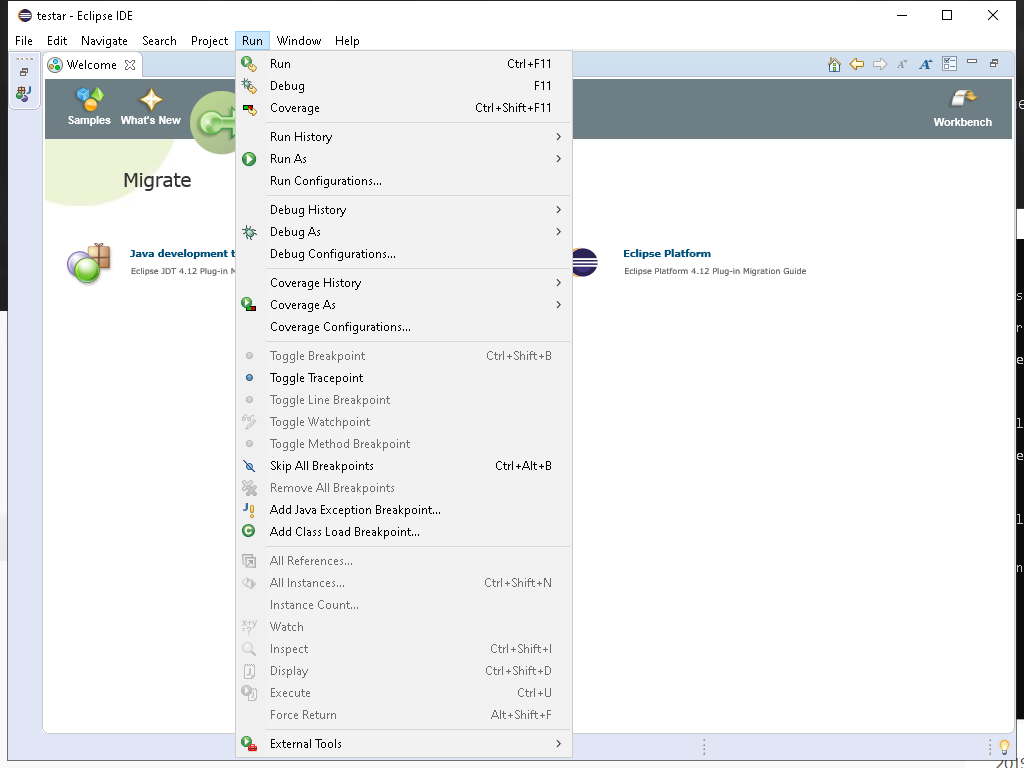 testar - Eclipse IDE
File Edit Navigate Search Project Run Window Help
Welcome
Samples What's New
Workbench
Migrate
Java development t
Eclipse JDT 4.12 Plug-in M
Eclipse Platform
Eclipse Platform 4.12 Plug-in Migration Guide
Run Ctrl+F11
Debug F11
Coverage Ctrl+Shift+F11
Run History
Run As
Run Configurations...
Debug History
Debug As
Debug Configurations...
Coverage History
Coverage As
Coverage Configurations...
Toggle Breakpoint Ctrl+Shift+B
Toggle Tracepoint
Toggle Line Breakpoint
Toggle Watchpoint
Toggle Method Breakpoint
Skip All Breakpoints Ctrl+Alt+B
Remove All Breakpoints
Add Java Exception Breakpoint...
Add Class Load Breakpoint...
All References...
All Instances... Ctrl+Shift+N
Instance Count...
Watch
Inspect Ctrl+Shift+I
Display Ctrl+Shift+D
Execute Ctrl+U
Force Return Alt+Shift+F
External Tools